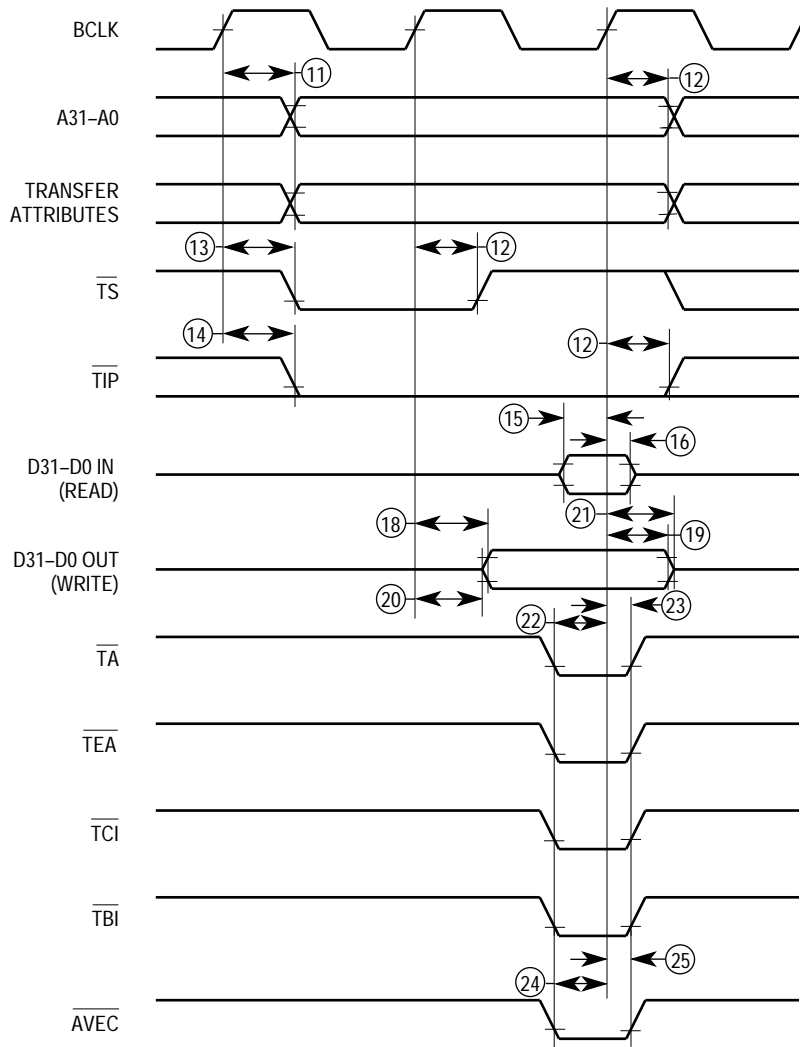 BCLK
11
12
A31–A0
TRANSFER
ATTRIBUTES
13
12
TS
14
12
TIP
15
16
D31–D0 IN
(READ)
21
18
19
D31–D0 OUT
(WRITE)
20
23
22
TA
TEA
TCI
TBI
25
24
AVEC